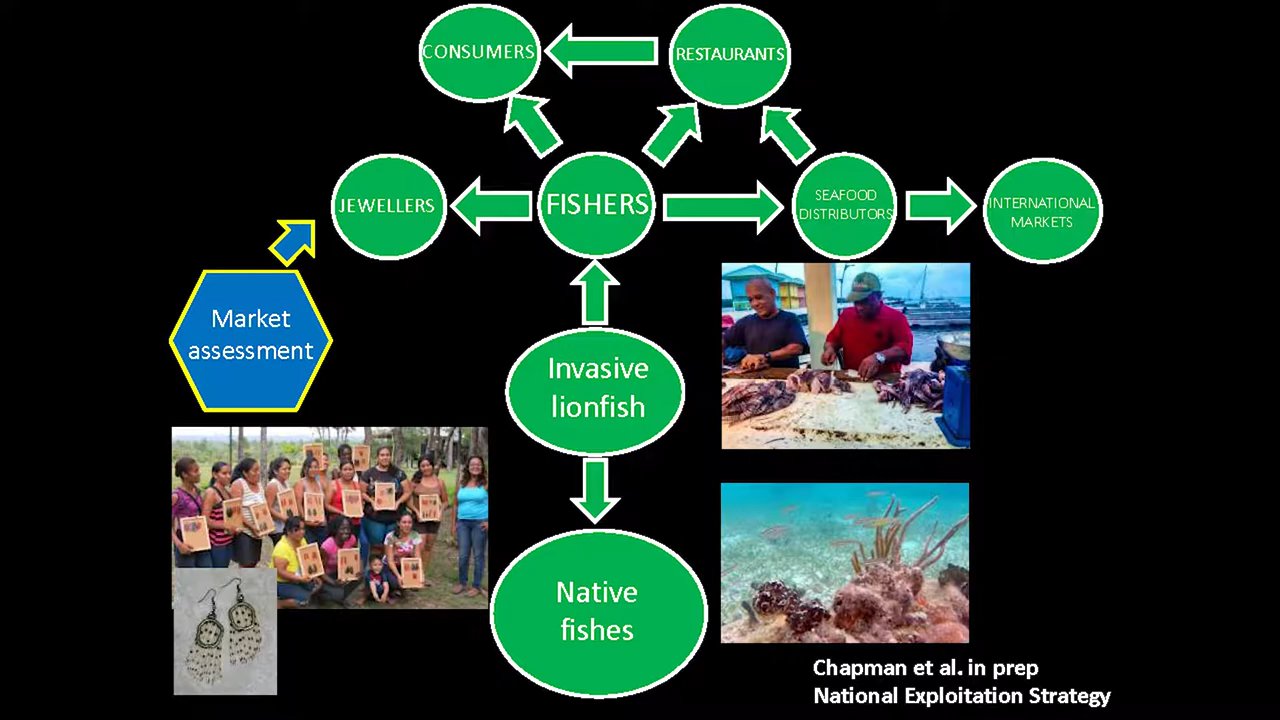 CONSUMERS
RESTAURANTS
JEWELLERS
FISHERS
SEAFOOD
DISTRIBUTORS
INTERNATIONAL
MARKETS
Market
assessment
Invasive
lionfish
Native
fishes
Chapman et al. in prep
National Exploitation Strategy